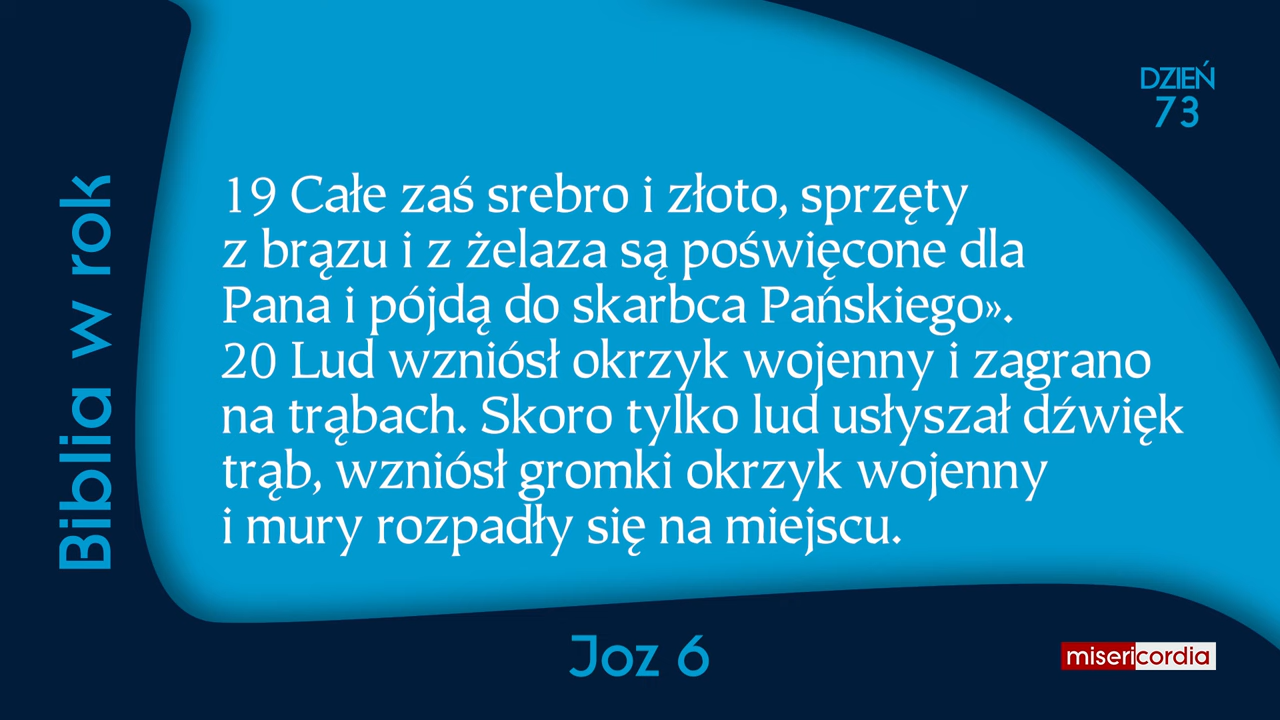 DZIEŃ
73
Biblia w rok
19 Całe zaś srebro i złoto, sprzęty
z brązu i z żelaza są poświęcone dla
Pana i pójdą do skarbca Pańskiego».
20 Lud wzniósł okrzyk wojenny i zagrano
na trąbach. Skoro tylko lud usłyszał dźwięk
trąb, wzniósł gromki okrzyk wojenny
i mury rozpadły się na miejscu.
Joz 6
misericordia